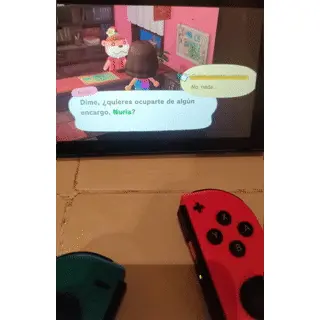 No, nada.
Dime, ¿quieres ocuparte de algún
encargo, Nuria?
X
Y
A
B